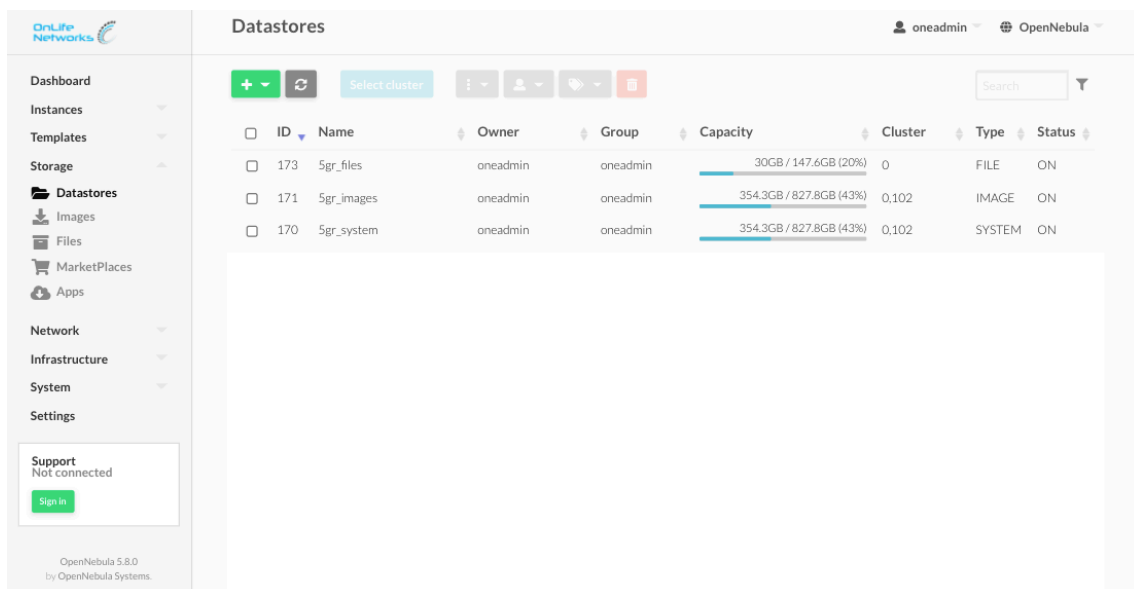 OnLife
Networks
Datastores
oneadmin
OpenNebula
Dashboard
Instances
Templates
Storage
Datastores
Images
Files
MarketPlaces
Apps
Network
Infrastructure
System
Settings
Support
Not connected
Sign in
OpenNebula 5.8.0
by OpenNebula Systems.
Select cluster
Search
ID Name Owner Group Capacity Cluster Type Status
173 5gr_files oneadmin oneadmin 30GB / 147.6GB (20%) 0 FILE ON
171 5gr_images oneadmin oneadmin 354.3GB / 827.8GB (43%) 0,102 IMAGE ON
170 5gr_system oneadmin oneadmin 354.3GB / 827.8GB (43%) 0,102 SYSTEM ON